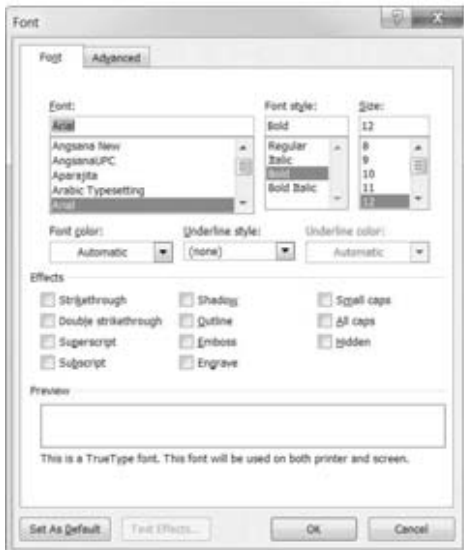 Font
Font Advanced
Font: Font style: Size:
Arial Bold 12
Angsana New Regular 8
AngsanaUPC Italic 9
Aparajita Bold 10
Arabic Typesetting Bold Italic 11
Arial 12
Font color: Underline style: Underline color:
Automatic (none) Automatic
Effects
Strikethrough Shadow Small caps
Double strikethrough Outline All caps
Superscript Emboss Hidden
Subscript Engrave
Preview
This is a TrueType font. This font will be used on both printer and screen.
Set As Default Text Effects... OK Cancel